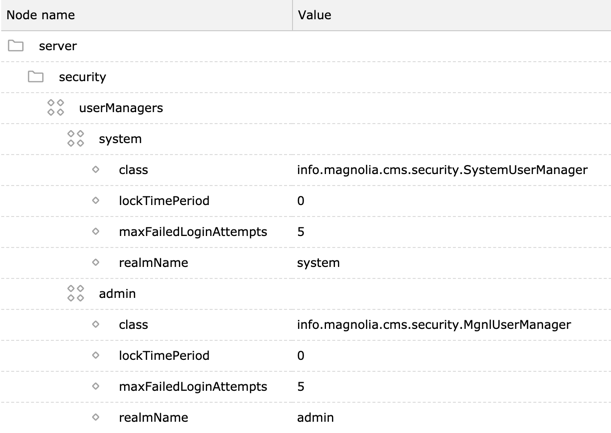 Node name Value
server
security
userManagers
system
class info.magnolia.cms.security.SystemUserManager
lockTimePeriod 0
maxFailedLoginAttempts 5
realmName system
admin
class info.magnolia.cms.security.MgnlUserManager
lockTimePeriod 0
maxFailedLoginAttempts 5
realmName admin